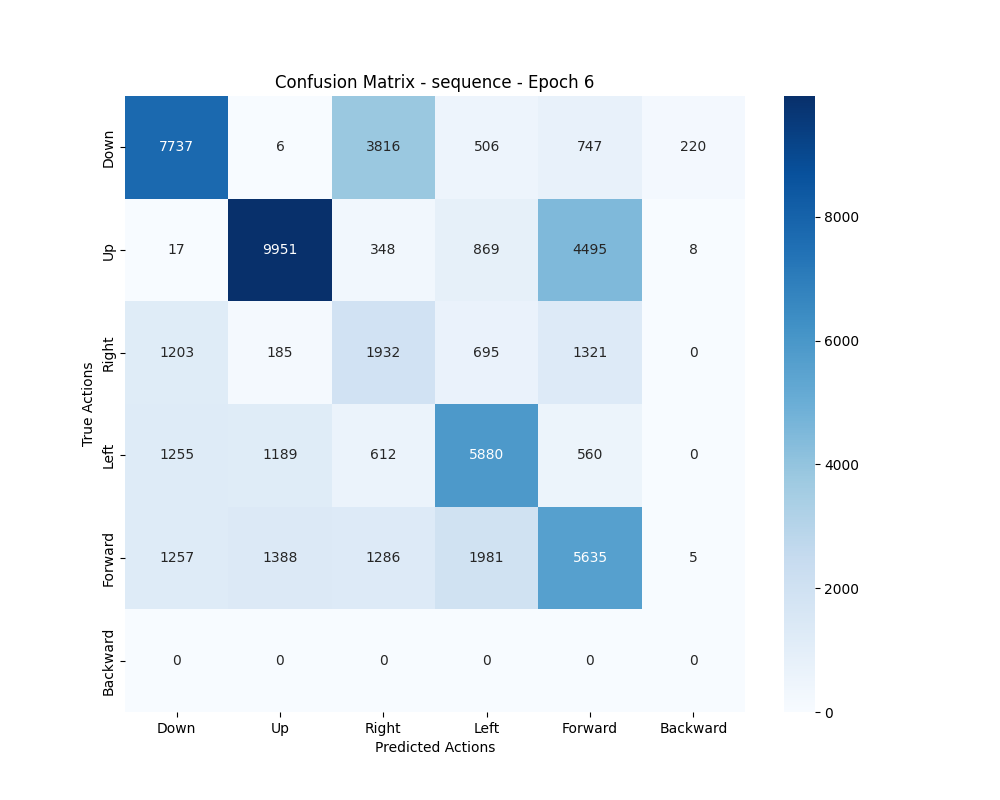 Confusion Matrix - sequence - Epoch 6
True Actions
Down 7737 6 3816 506 747 220
Up 17 9951 348 869 4495 8
Right 1203 185 1932 695 1321 0
Left 1255 1189 612 5880 560 0
Forward 1257 1388 1286 1981 5635 5
Backward 0 0 0 0 0 0
Down Up Right Left Forward Backward
Predicted Actions
8000
6000
4000
2000
0